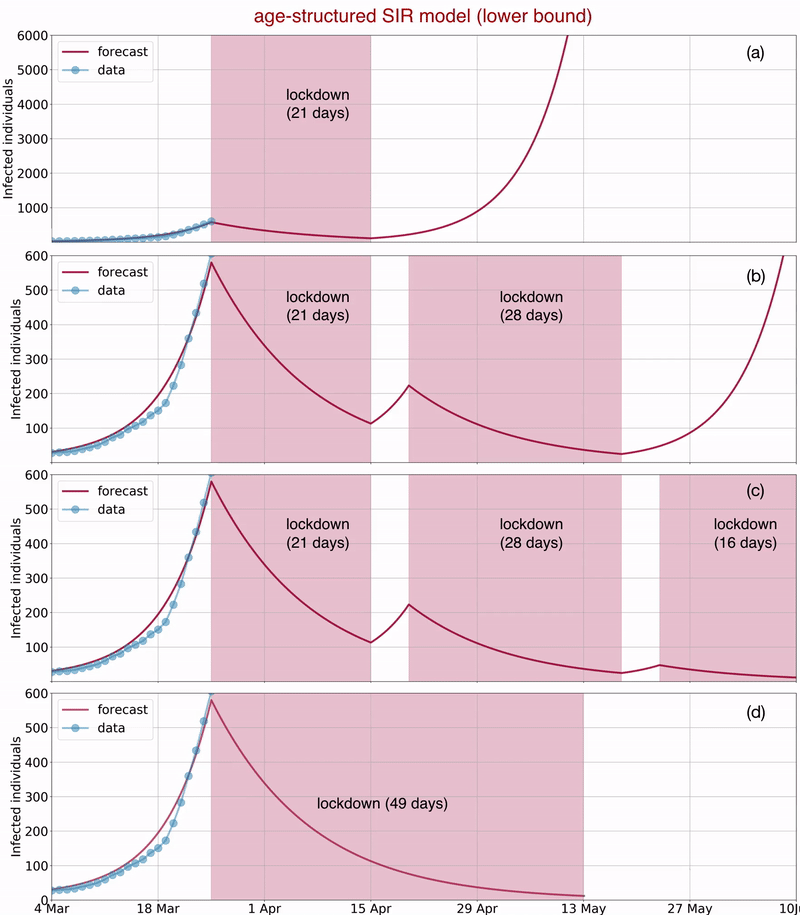 age-structured SIR model (lower bound)
6000
5000
4000
3000
2000
1000
Infected individuals
forecast
data
lockdown
(21 days)
(a)
600
500
400
300
200
100
Infected individuals
forecast
data
lockdown
(21 days)
lockdown
(28 days)
(b)
600
500
400
300
200
100
Infected individuals
forecast
data
lockdown
(21 days)
lockdown
(28 days)
lockdown
(16 days)
(c)
600
500
400
300
200
100
0
Infected individuals
forecast
data
lockdown (49 days)
(d)
4 Mar 18 Mar 1 Apr 15 Apr 29 Apr 13 May 27 May